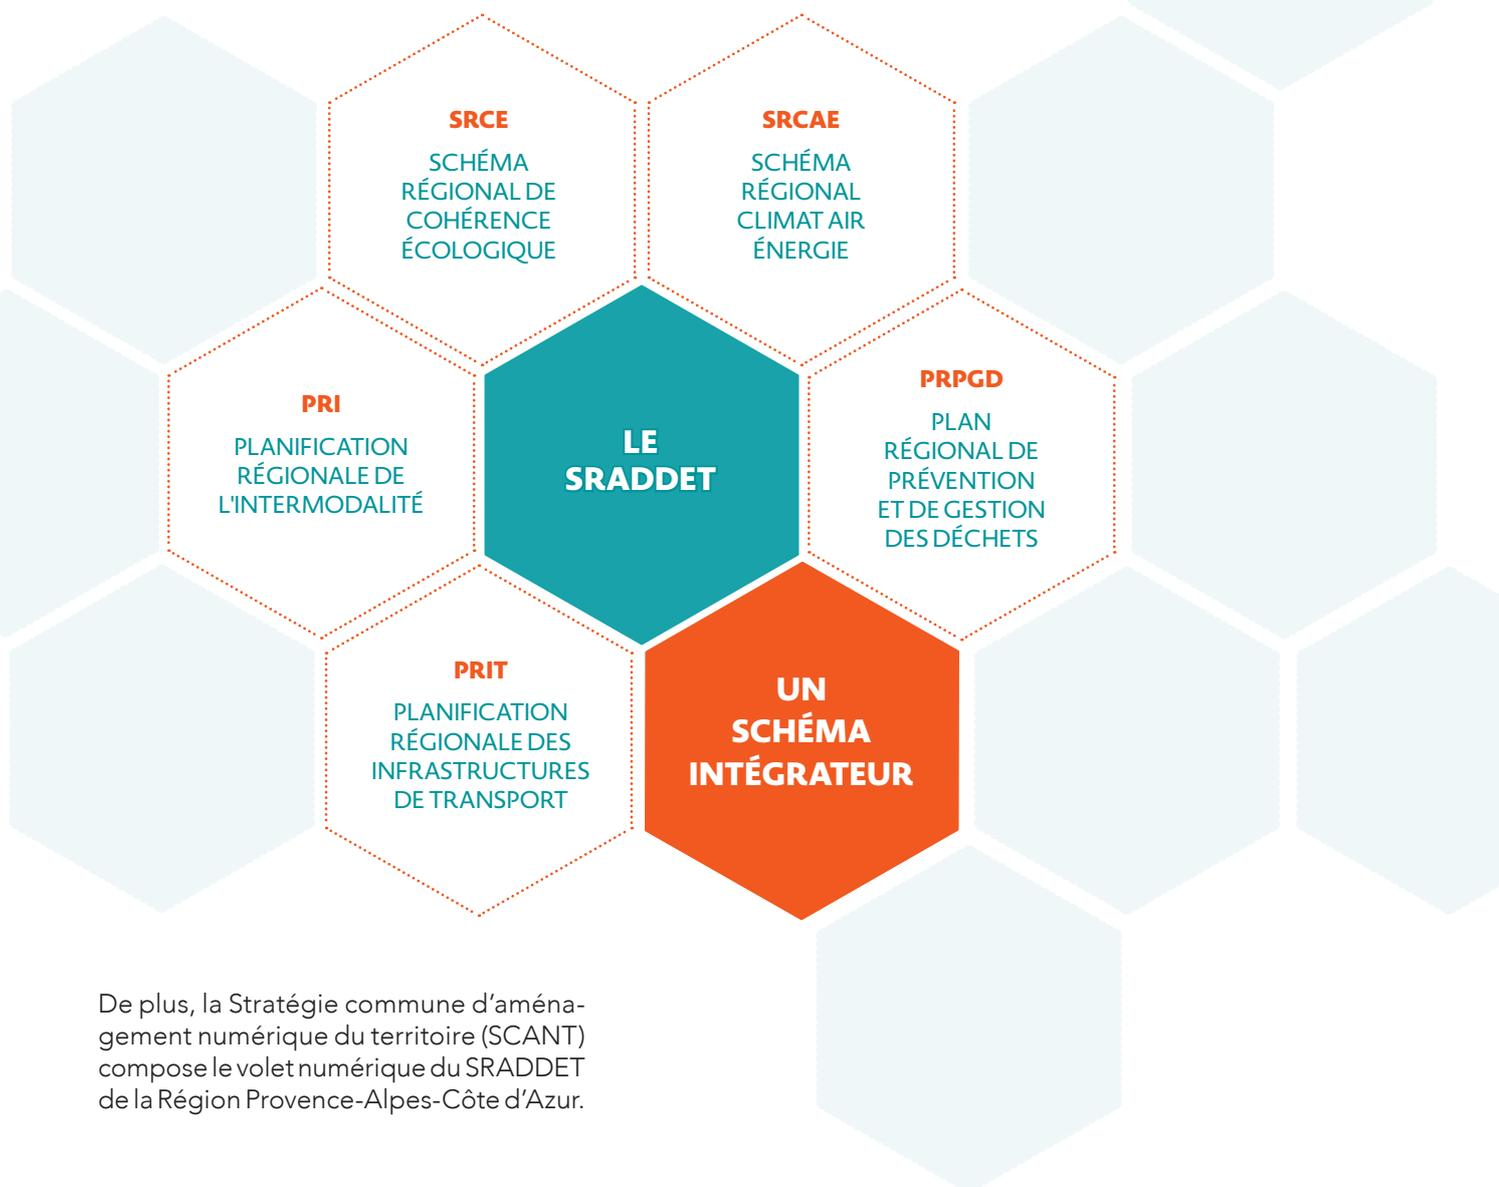 SRCE
SCHÉMA
RÉGIONAL DE
COHÉRENCE
ÉCOLOGIQUE
SRCAE
SCHÉMA
RÉGIONAL
CLIMAT AIR
ÉNERGIE
PRI
PLANIFICATION
RÉGIONALE DE
L'INTERMODALITÉ
LE
SRADDET
PRPGD
PLAN
RÉGIONAL DE
PRÉVENTION
ET DE GESTION
DES DÉCHETS
PRIT
PLANIFICATION
RÉGIONALE DES
INFRASTRUCTURES
DE TRANSPORT
UN
SCHÉMA
INTÉGRATEUR
De plus, la Stratégie commune d’aména-
gement numérique du territoire (SCANT)
compose le volet numérique du SRADDET
de la Région Provence-Alpes-Côte d’Azur.